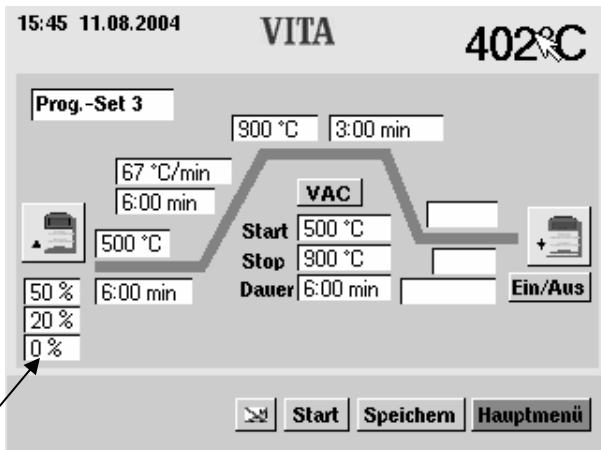 15:45 11.08.2004
VITA
402°C
Prog.-Set 3
900 °C
3:00 min
67 °C/min
6:00 min
VAC
500 °C
Start 500 °C
Stop 900 °C
50 %
6:00 min
Dauer 6:00 min
Ein/Aus
20 %
0 %
Start
Speichern
Hauptmenü